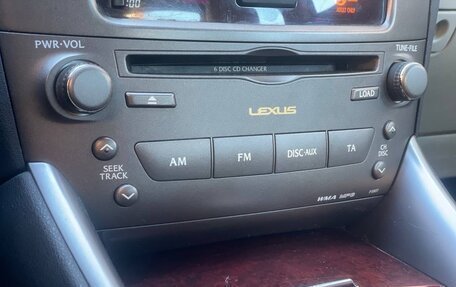 :00
PWR·VOL
TUNE·FILE
6 DISC CD CHANGER
LOAD
LEXUS
AM
FM
DISC·AUX
TA
SEEK
TRACK
CH
DISC
WMA MP3